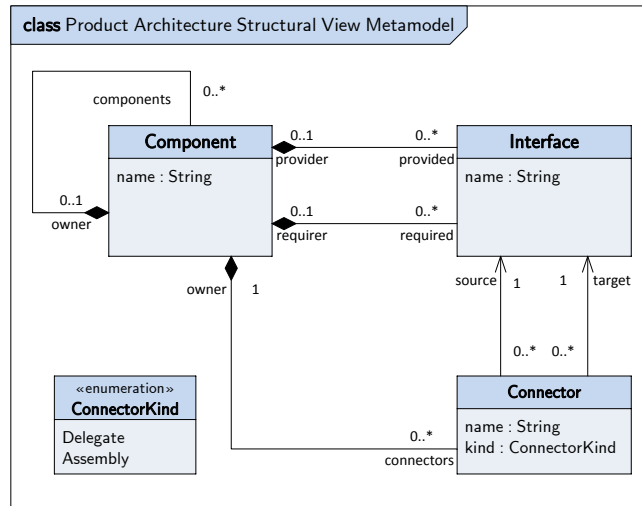 class Product Architecture Structural View Metamodel
components
0..*
Component
name : String
0..1
owner
0..1
provider
0..*
provided
0..1
requirer
0..*
required
Interface
name : String
owner
1
source
1
1
target
0..*
0..*
«enumeration»
ConnectorKind
Delegate
Assembly
Connector
name : String
kind : ConnectorKind
0..*
connectors